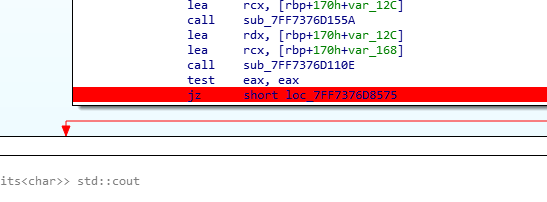 lea rcx, [rbp+170h+var_12C]
call sub_7FF7376D155A
lea rdx, [rbp+170h+var_12C]
lea rcx, [rbp+170h+var_168]
call sub_7FF7376D110E
test eax, eax
jz short loc_7FF7376D8575
its<char>> std::cout